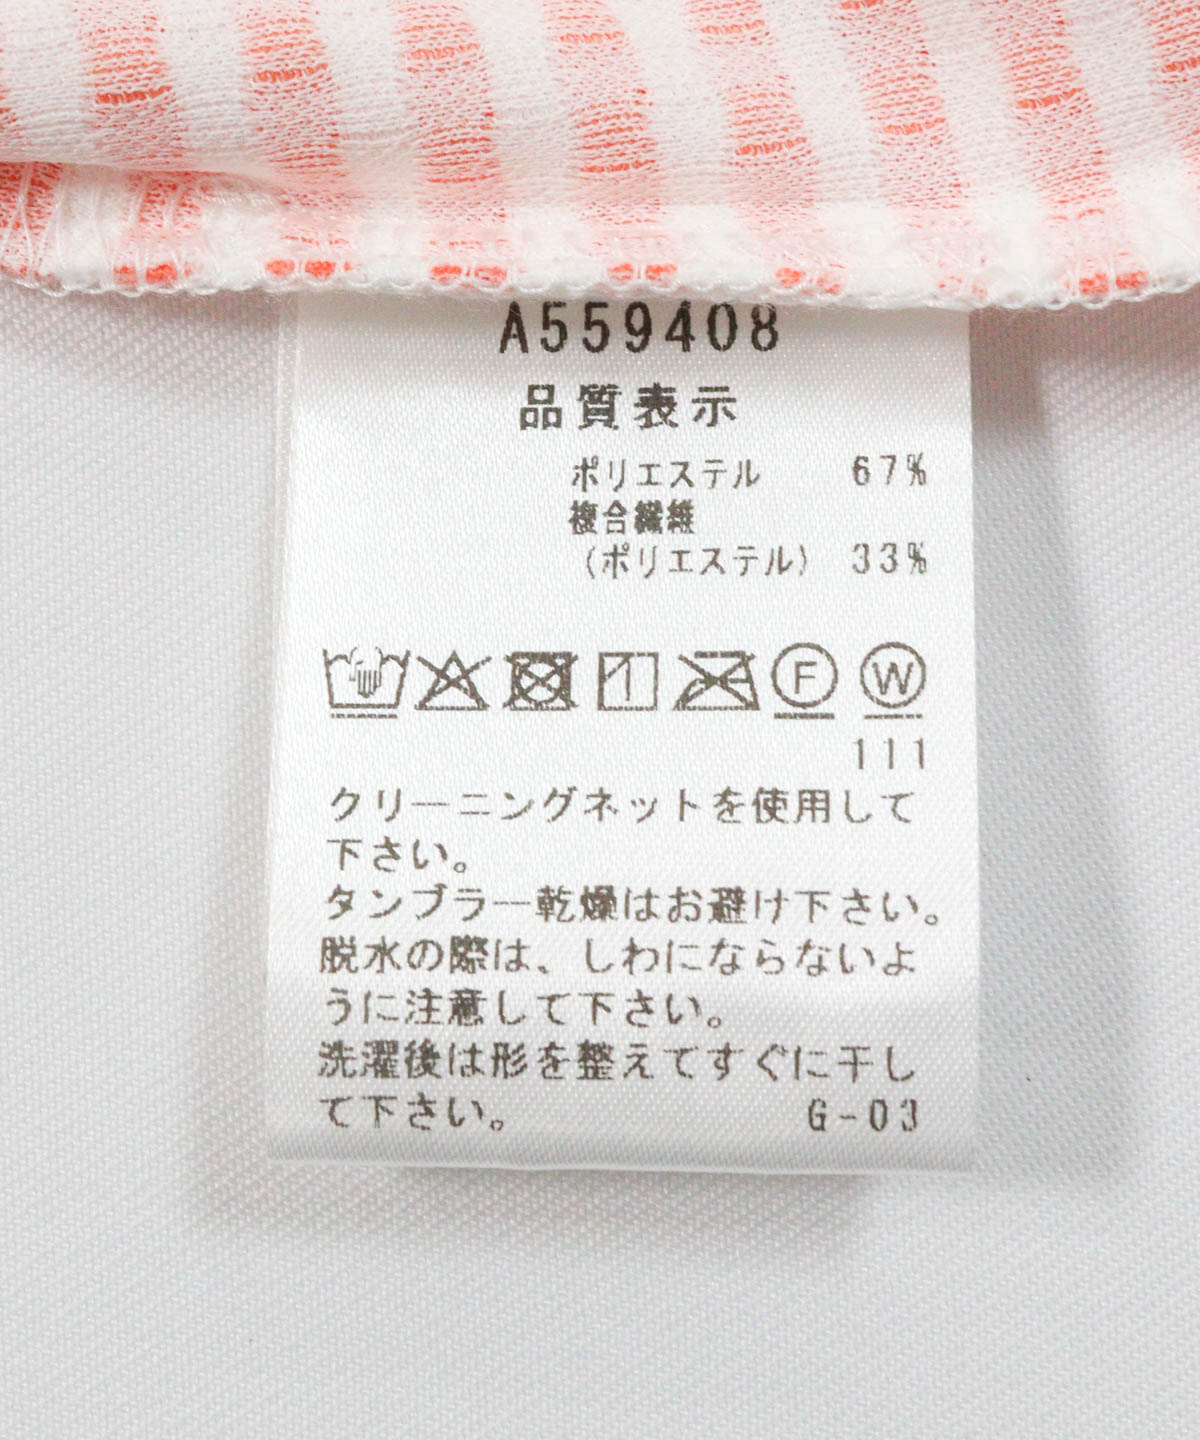 A559408
品質表示
ポリエステル 67%
複合繊維
(ポリエステル) 33%
F W
111
クリーニングネットを使用して
下さい。
タンブラー乾燥はお避け下さい。
脱水の際は、しわにならないよ
うに注意して下さい。
洗濯後は形を整えてすぐに干し
て下さい。 G-03